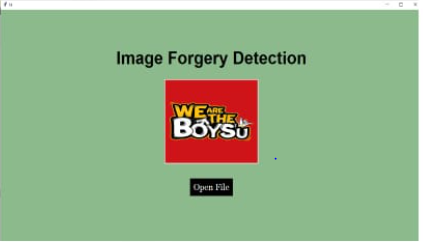 Image Forgery Detection
WE ARE
THE
BOYSU
Open File